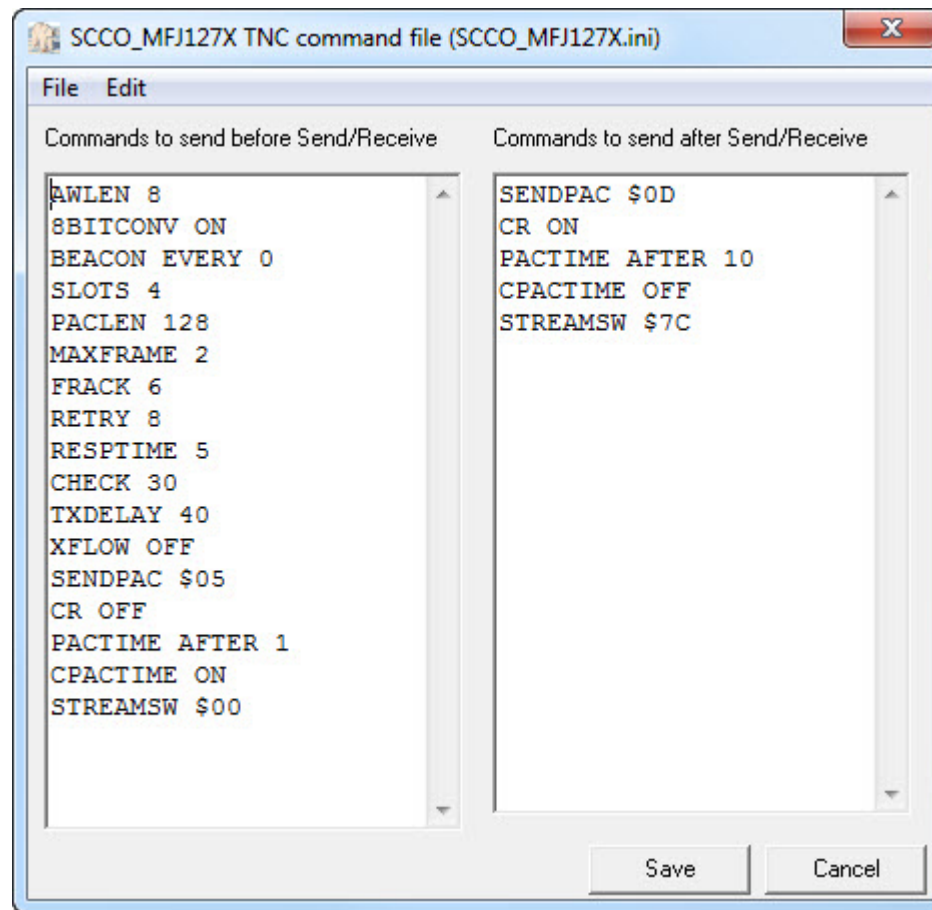 SCCO_MFJ127X TNC command file (SCCO_MFJ127X.ini)
File Edit
Commands to send before Send/Receive
AWLEN 8
8BITCONV ON
BEACON EVERY 0
SLOTS 4
PACLEN 128
MAXFRAME 2
FRACK 6
RETRY 8
RESPTIME 5
CHECK 30
TXDELAY 40
XFLOW OFF
SENDPAC $05
CR OFF
PACTIME AFTER 1
CPACTIME ON
STREAMSW $00
Commands to send after Send/Receive
SENDPAC $0D
CR ON
PACTIME AFTER 10
CPACTIME OFF
STREAMSW $7C
Save
Cancel